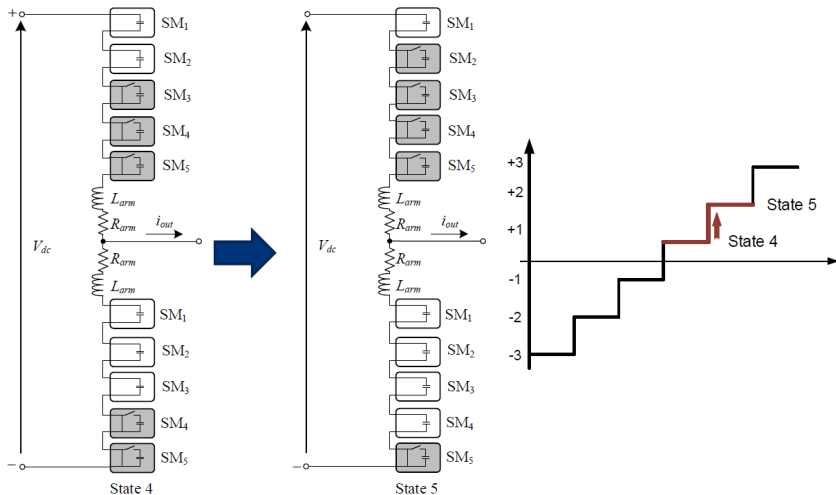 +
SM1
SM2
SM3
SM4
SM5
Larm
Rarm
iout
Vdc
Rarm
Larm
SM1
SM2
SM3
SM4
SM5
−
State 4
+
SM1
SM2
SM3
SM4
SM5
Larm
Rarm
iout
Vdc
Rarm
Larm
SM1
SM2
SM3
SM4
SM5
−
State 5
+3
+2
+1
-1
-2
-3
State 5
State 4